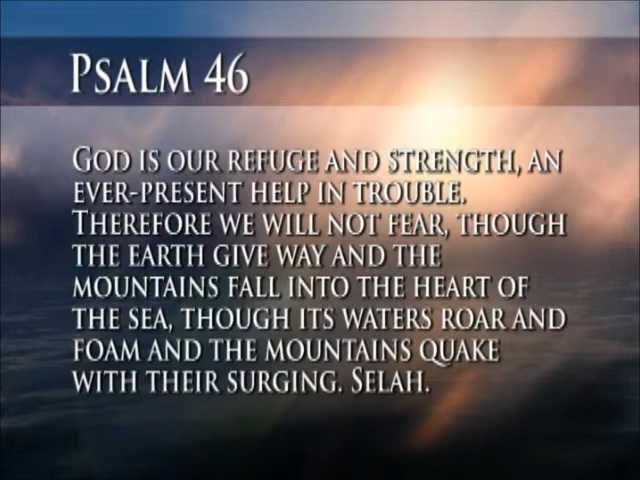 Psalm 46
God is our refuge and strength, an
ever-present help in trouble.
Therefore we will not fear, though
the earth give way and the
mountains fall into the heart of
the sea, though its waters roar and
foam and the mountains quake
with their surging. Selah.